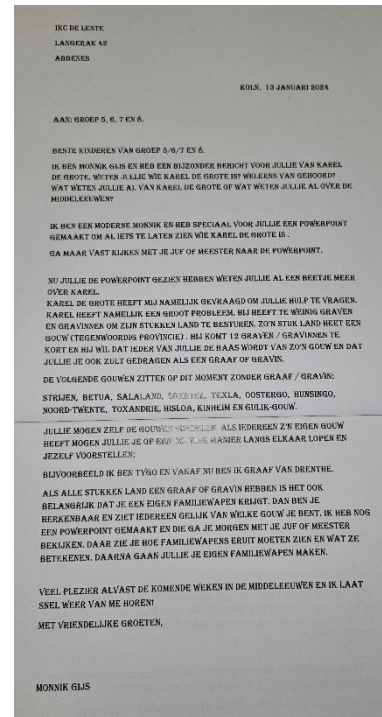 IKC DE LENTE
LANGERAK 42
ABBENES
KOLN, 13 JANUARI 2024
AAN: GROEP 5, 6, 7 EN 8.
BESTE KINDEREN VAN GROEP 5/6/7 EN 8.
IK BEN MONNIK GIJS EN HEB EEN BIJZONDER BERICHT VOOR JULLIE VAN KAREL
DE GROTE. WETEN JULLIE WIE KAREL DE GROTE IS? WELEENS VAN GEHOORD?
WAT WETEN JULLIE AL VAN KAREL DE GROTE OF WAT WETEN JULLIE AL OVER DE
MIDDELEEUWEN?
IK BEN EEN MODERNE MONNIK EN HEB SPECIAAL VOOR JULLIE EEN POWERPOINT
GEMAAKT OM AL IETS TE LATEN ZIEN WIE KAREL DE GROTE IS .
GA MAAR VAST KIJKEN MET JE JUF OF MEESTER NAAR DE POWERPOINT.
NU JULLIE DE POWERPOINT GEZIEN HEBBEN WETEN JULLIE AL EEN BEETJE MEER
OVER KAREL.
KAREL DE GROTE HEEFT MIJ NAMELIJK GEVRAAGD OM JULLIE HULP TE VRAGEN.
KAREL HEEFT NAMELIJK EEN GROOT PROBLEEM. HIJ HEEFT TE WEINIG GRAVEN
EN GRAVINNEN OM ZIJN STUKKEN LAND TE BESTUREN. ZO'N STUK LAND HEET EEN
GOUW (TEGENWOORDIG PROVINCIE) . HIJ KOMT 12 GRAVEN / GRAVINNEN TE
KORT EN HIJ WIL DAT IEDER VAN JULLIE DE BAAS WORDT VAN ZO'N GOUW EN DAT
JULLIE JE OOK ZULT GEDRAGEN ALS EEN GRAAF OF GRAVIN.
DE VOLGENDE GOUWEN ZITTEN OP DIT MOMENT ZONDER GRAAF / GRAVIN:
STRIJEN, BETUA, SALALAND, DRENTHE, TEXLA, OOSTERGO, HUNSINGO,
NOORD-TWENTE, TOXANDRIE, HISLOA, KINHEIM EN GULIK-GOUW.
JULLIE MOGEN ZELF DE GOUWEN VERDELEN. ALS IEDEREEN Z'N EIGEN GOUW
HEEFT MOGEN JULLIE JE OP EEN MANIER LANGS ELKAAR LOPEN EN
JEZELF VOORSTELLEN;
BIJVOORBEELD IK BEN TYGO EN VANAF NU BEN IK GRAAF VAN DRENTHE.
ALS ALLE STUKKEN LAND EEN GRAAF OF GRAVIN HEBBEN IS HET OOK
BELANGRIJK DAT JE EEN EIGEN FAMILIEWAPEN KRIJGT. DAN BEN JE
HERKENBAAR EN ZIET IEDEREEN GELIJK VAN WELKE GOUW JE BENT. IK HEB NOG
EEN POWERPOINT GEMAAKT EN DIE GA JE MORGEN MET JE JUF OF MEESTER
BEKIJKEN. DAAR ZIE JE HOE FAMILIEWAPENS ERUIT MOETEN ZIEN EN WAT ZE
BETEKENEN. DAARNA GAAN JULLIE JE EIGEN FAMILIEWAPEN MAKEN.
VEEL PLEZIER ALVAST DE KOMENDE WEKEN IN DE MIDDELEEUWEN EN IK LAAT
SNEL WEER VAN ME HOREN!
MET VRIENDELIJKE GROETEN,
MONNIK GIJS